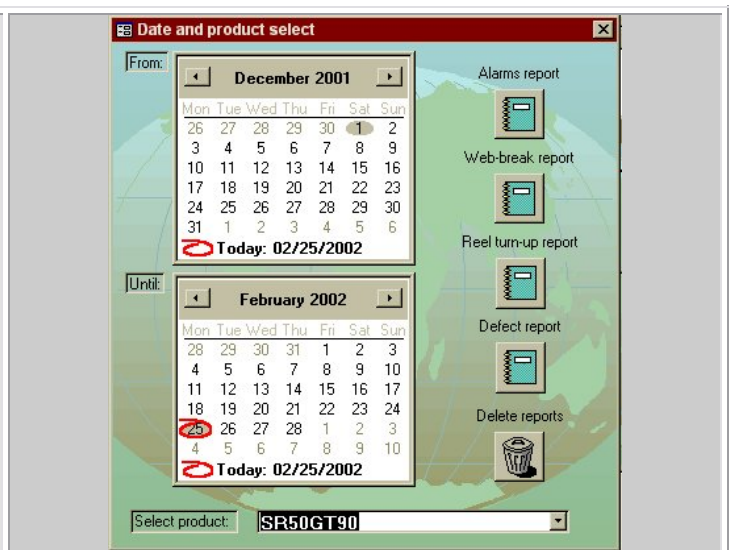 Date and product select
From:
December 2001
Mon Tue Wed Thu Fri Sat Sun
26 27 28 29 30 1 2
3 4 5 6 7 8 9
10 11 12 13 14 15 16
17 18 19 20 21 22 23
24 25 26 27 28 29 30
31 1 2 3 4 5 6
Today: 02/25/2002
Until:
February 2002
Mon Tue Wed Thu Fri Sat Sun
28 29 30 31 1 2 3
4 5 6 7 8 9 10
11 12 13 14 15 16 17
18 19 20 21 22 23 24
25 26 27 28 1 2 3
4 5 6 7 8 9 10
Today: 02/25/2002
Alarms report
Web-break report
Reel turn-up report
Defect report
Delete reports
Select product: SR50GT90